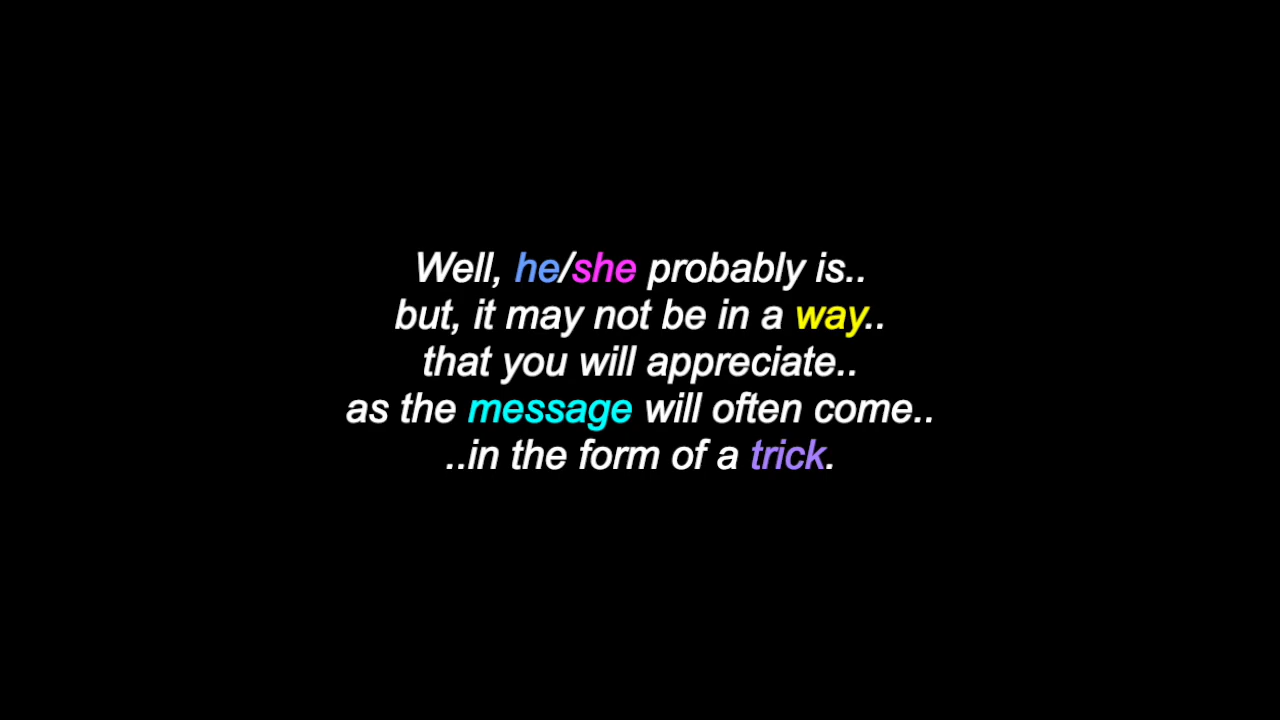 Well, he/she probably is..
but, it may not be in a way..
that you will appreciate..
as the message will often come..
..in the form of a trick.